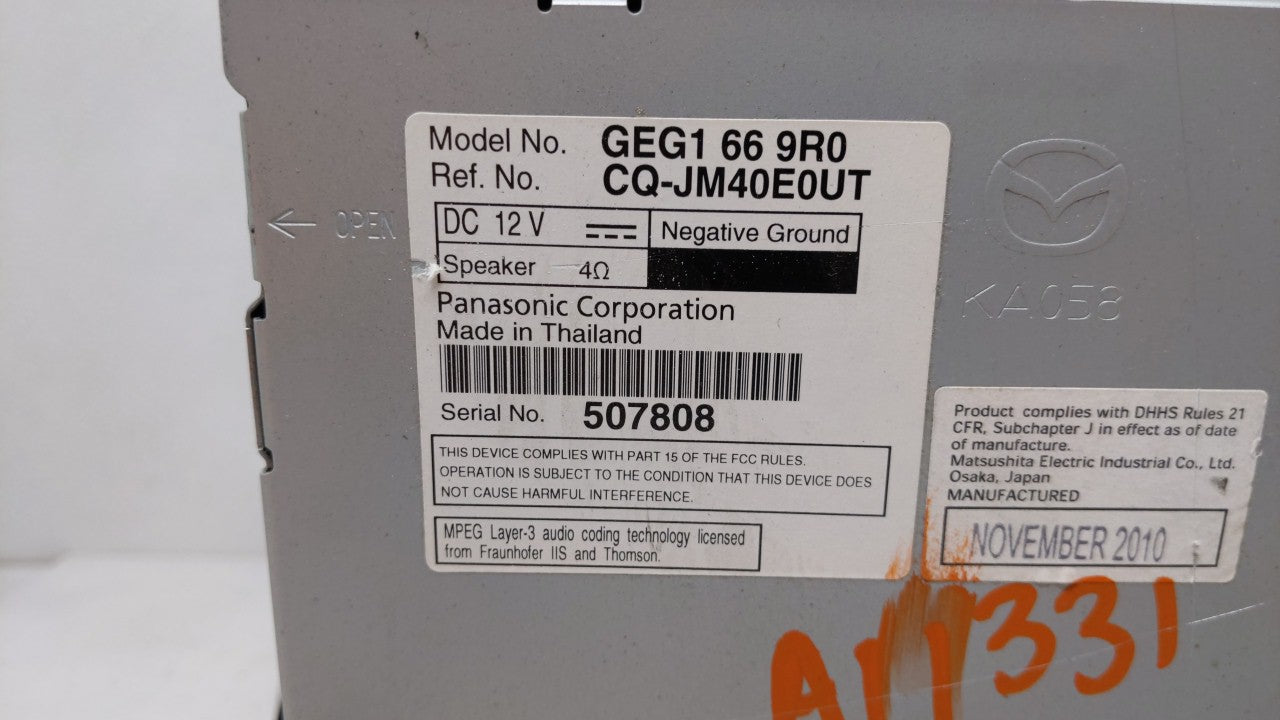 Model No. GEG1 66 9R0
Ref. No. CQ-JM40E0UT
OPEN
DC 12 V
Negative Ground
Speaker 4Ω
Panasonic Corporation
Made in Thailand
KA058
Serial No. 507808
THIS DEVICE COMPLIES WITH PART 15 OF THE FCC RULES.
OPERATION IS SUBJECT TO THE CONDITION THAT THIS DEVICE DOES
NOT CAUSE HARMFUL INTERFERENCE.
MPEG Layer-3 audio coding technology licensed
from Fraunhofer IIS and Thomson.
Product complies with DHHS Rules 21
CFR, Subchapter J in effect as of date
of manufacture.
Matsushita Electric Industrial Co., Ltd.
Osaka, Japan
MANUFACTURED
NOVEMBER 2010